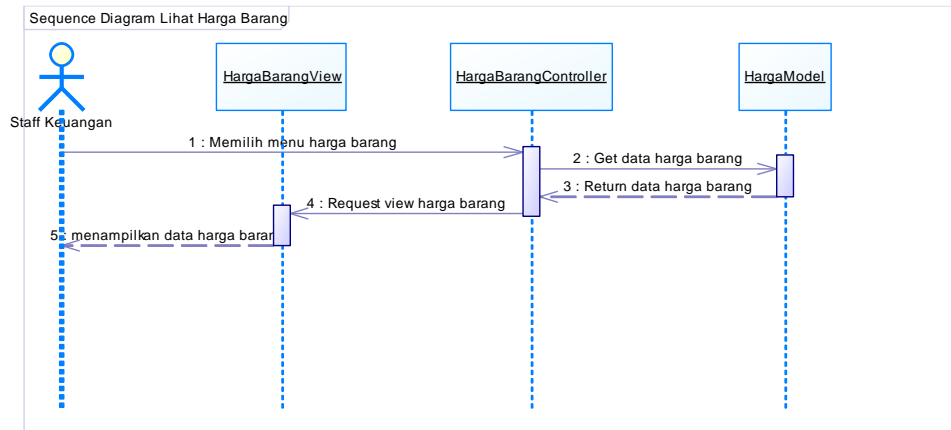 Sequence Diagram Lihat Harga Barang
HargaBarangView
HargaBarangController
HargaModel
Staff Keuangan
1 : Memilih menu harga barang
2 : Get data harga barang
3 : Return data harga barang
4 : Request view harga barang
5 : menampilkan data harga baran